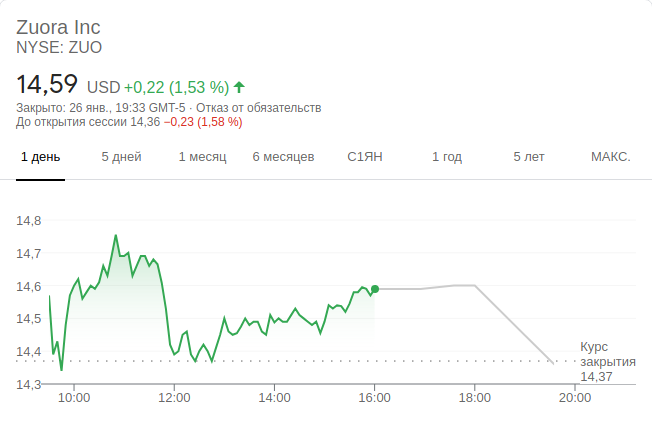 Zuora Inc
NYSE: ZUO
14,59 USD +0,22 (1,53 %)
Закрыто: 26 янв., 19:33 GMT-5 · Отказ от обязательств
До открытия сессии 14,36 −0,23 (1,58 %)
1 день 5 дней 1 месяц 6 месяцев С1ЯН 1 год 5 лет МАКС.
14,8
14,7
14,6
14,5
14,4
14,3
Курс
закрытия
14,37
10:00 12:00 14:00 16:00 18:00 20:00